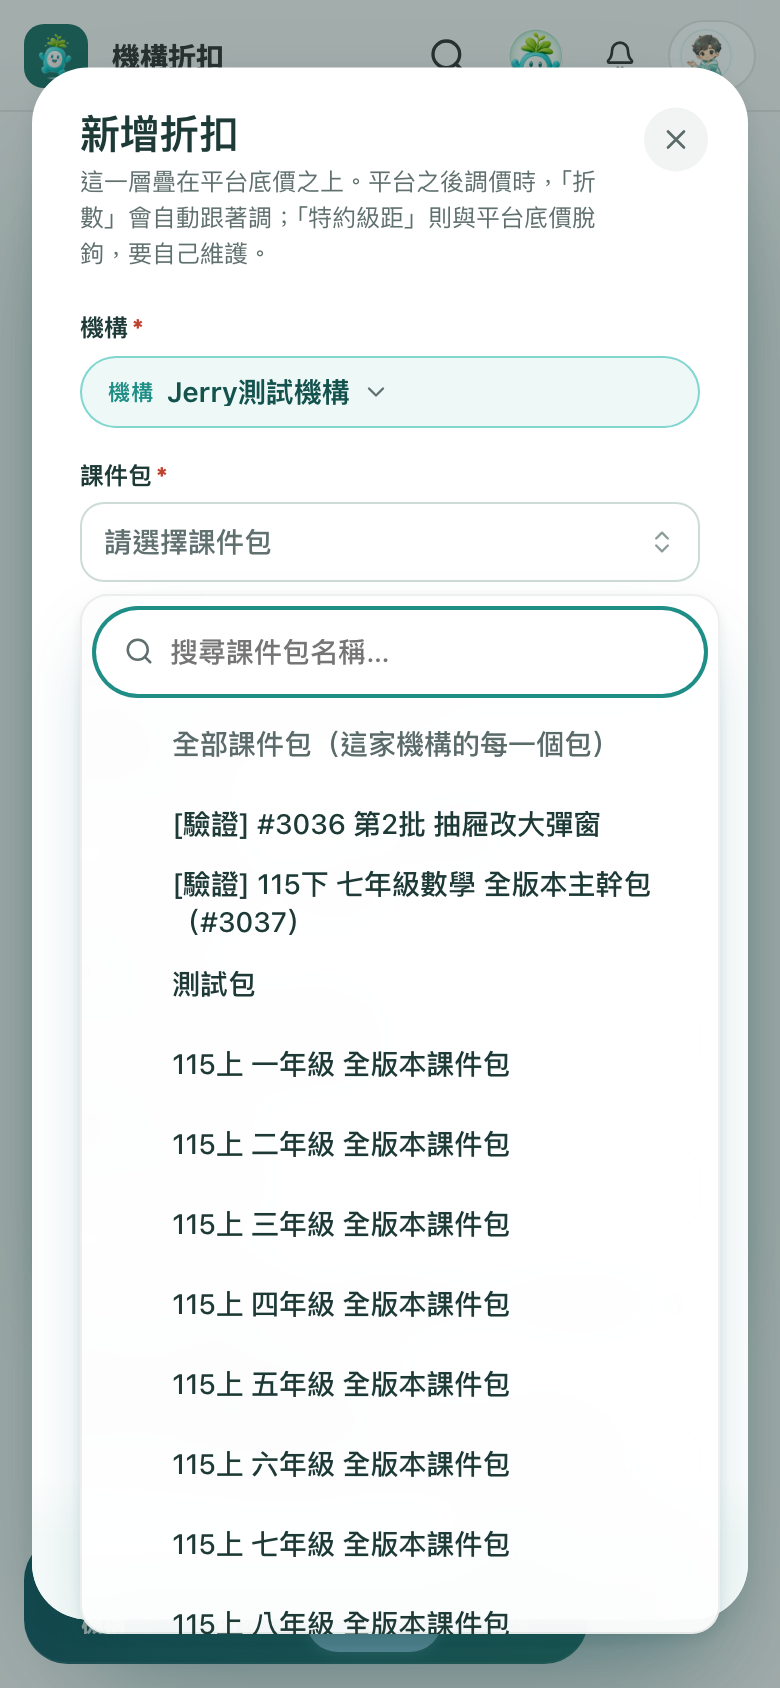 機構折扣
新增折扣
這一層疊在平台底價之上。平台之後調價時，「折
數」會自動跟著調；「特約級距」則與平台底價脫
鉤，要自己維護。
機構 *
機構 Jerry測試機構
課件包 *
請選擇課件包
搜尋課件包名稱...
全部課件包（這家機構的每一個包）
[驗證] #3036 第2批 抽屜改大彈窗
[驗證] 115下 七年級數學 全版本主幹包
（#3037）
測試包
115上 一年級 全版本課件包
115上 二年級 全版本課件包
115上 三年級 全版本課件包
115上 四年級 全版本課件包
115上 五年級 全版本課件包
115上 六年級 全版本課件包
115上 七年級 全版本課件包
115上 八年級 全版本課件包